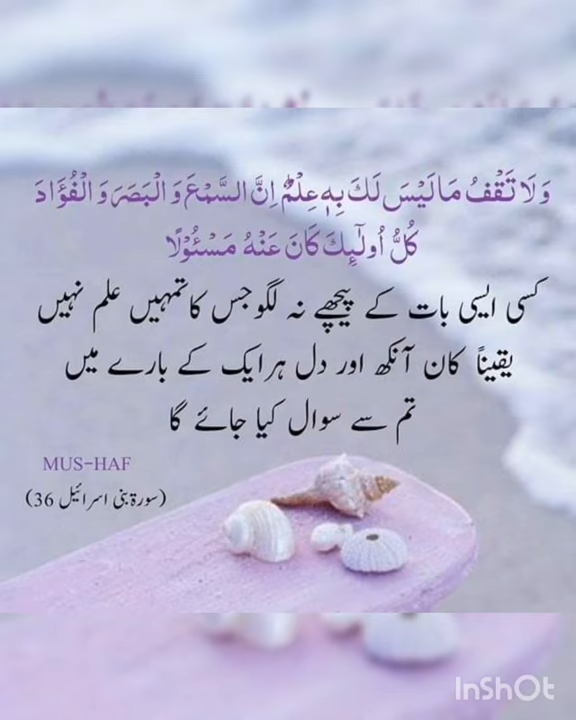 وَلَا تَقْفُ مَا لَيْسَ لَكَ بِهٖ عِلْمٌؕ اِنَّ السَّمْعَ وَ الْبَصَرَ وَ الْفُؤَادَ
كُلُّ اُولٰٓىِٕكَ كَانَ عَنْهُ مَسْـُٔوْلًا
کسی ایسی بات کے پیچھے نہ لگو جس کا تمہیں علم نہیں
یقیناً کان آنکھ اور دل ہر ایک کے بارے میں
تم سے سوال کیا جائے گا
MUS-HAF
(سورۃ بنی اسرائیل 36)
InShOt